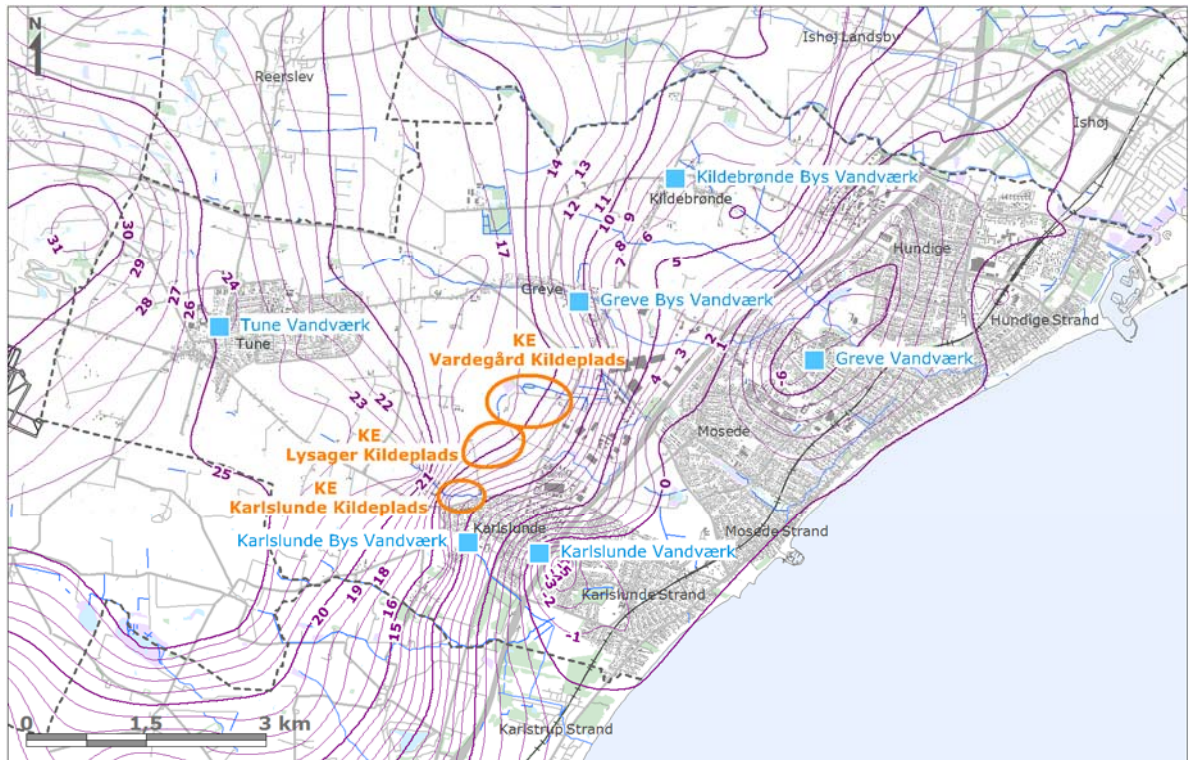 N
Ishøj Landsby
Reerslev
Ishøj
14
13
Kildebrønde Bys Vandværk
Kildebrønde
12
11
10
9
8
7
6
5
31
30
29
28
27
26
24
17
Hundige
Greve
Greve Bys Vandværk
Hundige Strand
Tune Vandværk
Tune
KE
Vardegård Kildeplads
3
2
1
4
Greve Vandværk
-6
23
22
Mosede
KE
Lysager Kildeplads
25
21
0
KE
Karlslunde Kildeplads
Karlslunde
Mosede Strand
Karlslunde Bys Vandværk
Karlslunde Vandværk
-5
-3
-2
Karlslunde Strand
18
19
20
16
15
-1
0
1,5
3 km
Karlstrup Strand